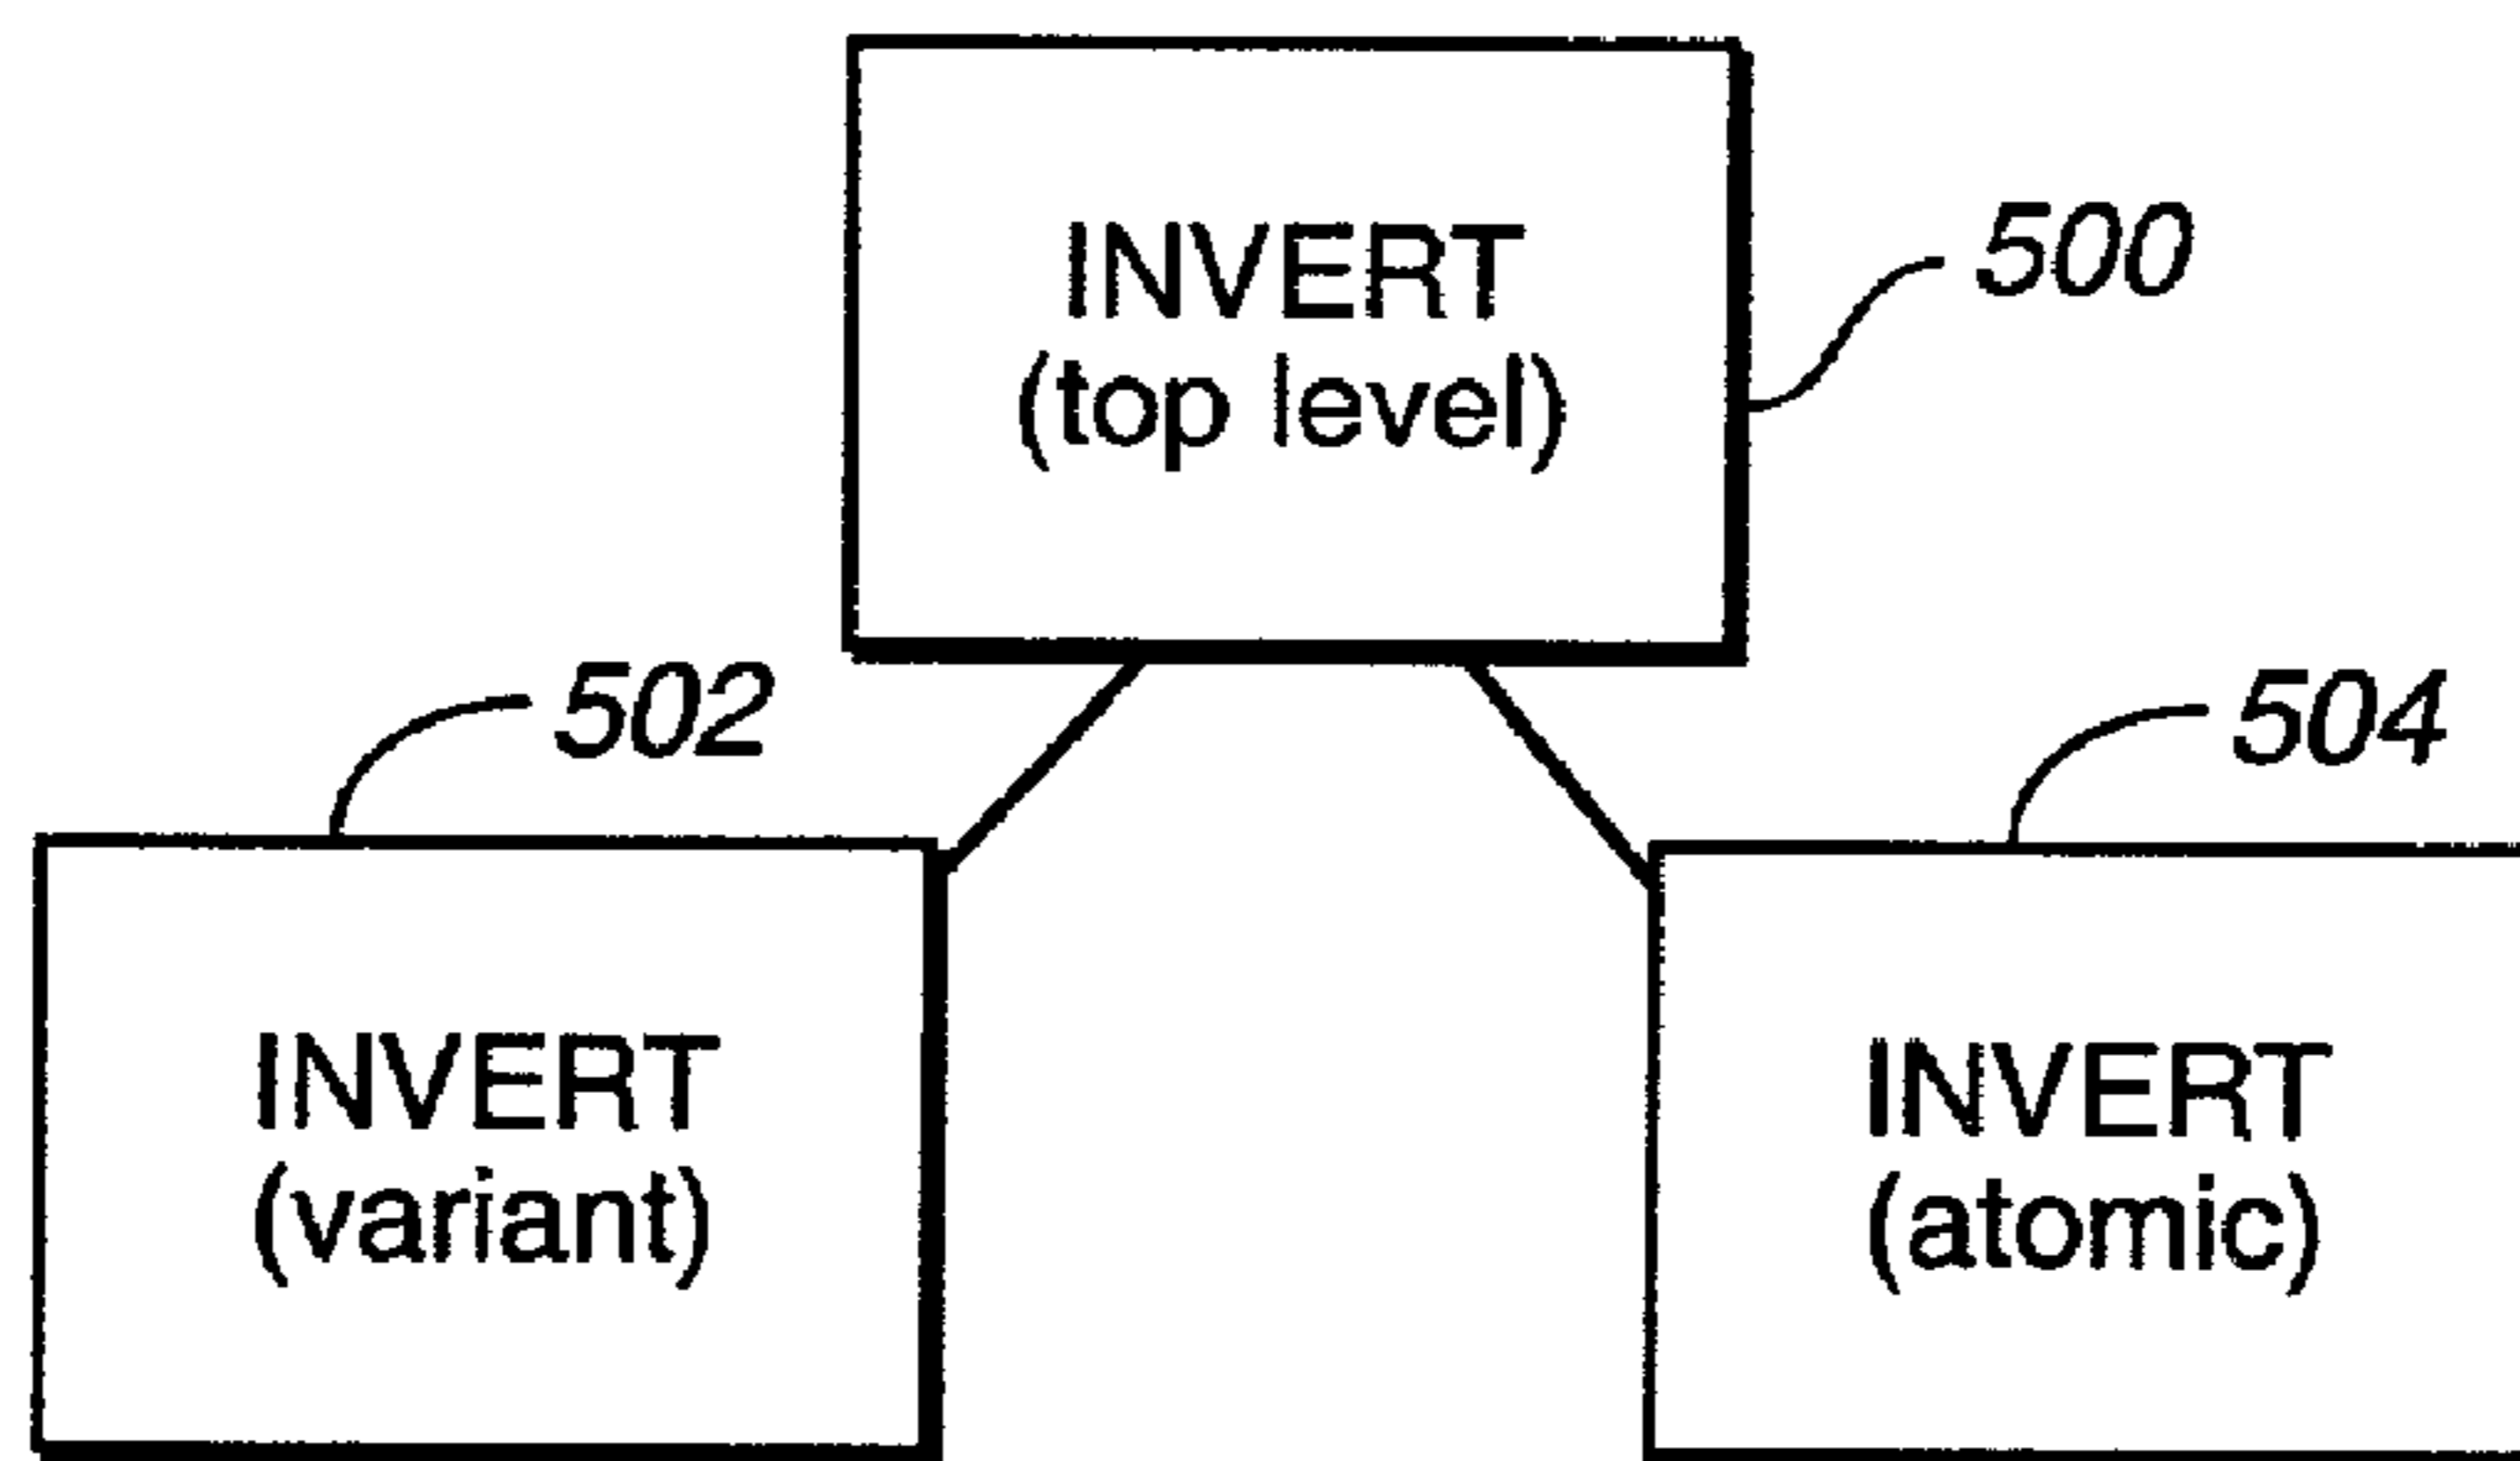 INVERT
(top level)
500
502
504
INVERT
(variant)
INVERT
(atomic)